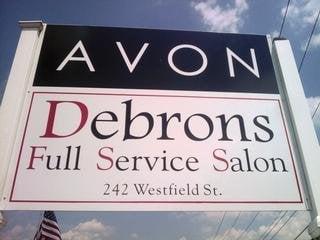 AVON
Debrons
Full Service Salon
242 Westfield St.